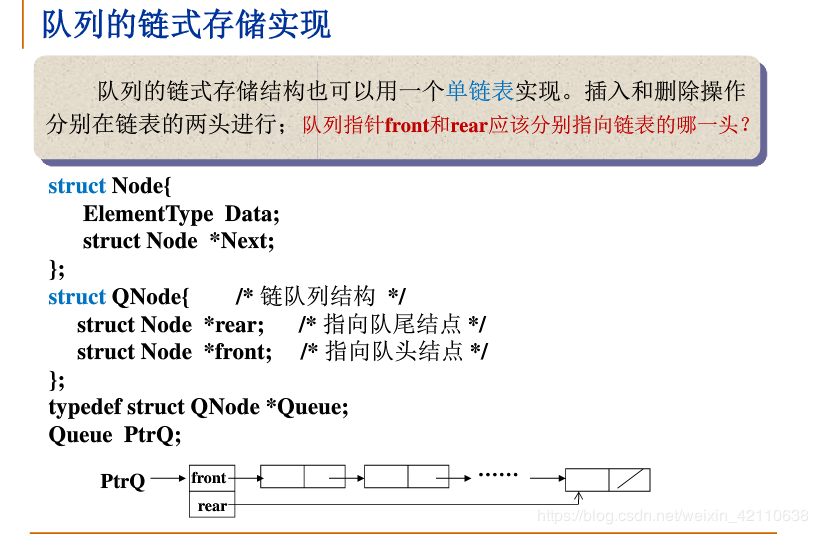 队列的链式存储实现
队列的链式存储结构也可以用一个单链表实现。插入和删除操作
分别在链表的两头进行；队列指针front和rear应该分别指向链表的哪一头？
struct Node{
ElementType Data;
struct Node *Next;
};
struct QNode{ /* 链队列结构 */
struct Node *rear; /* 指向队尾结点 */
struct Node *front; /* 指向队头结点 */
};
typedef struct QNode *Queue;
Queue PtrQ;
PtrQ front ……
rear
https://blog.csdn.net/weixin_42110638